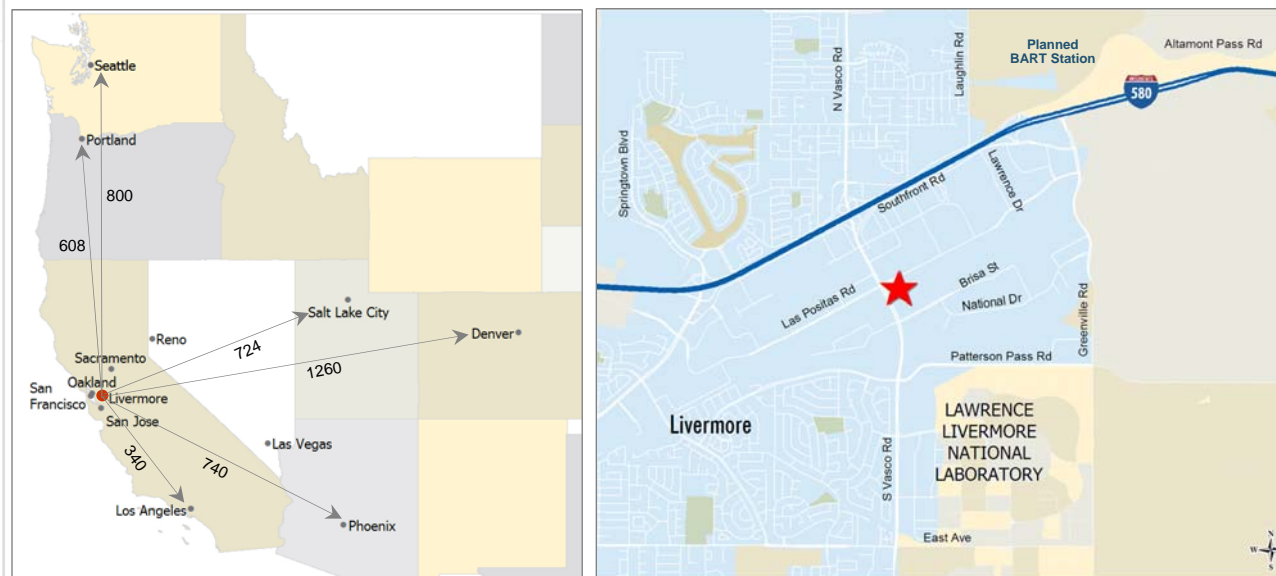 Seattle
Portland
800
608
Salt Lake City
Denver
724
1260
Reno
Sacramento
Oakland
San
Francisco
Livermore
San Jose
Las Vegas
340
740
Los Angeles
Phoenix
Planned
BART Station
Altamont Pass Rd
INTERSTATE
580
N Vasco Rd
Laughlin Rd
Springtown Blvd
Southfront Rd
Lawrence Dr
Las Positas Rd
Brisa St
National Dr
Greenville Rd
Patterson Pass Rd
Livermore
LAWRENCE
LIVERMORE
NATIONAL
LABORATORY
S Vasco Rd
East Ave
N
W
S